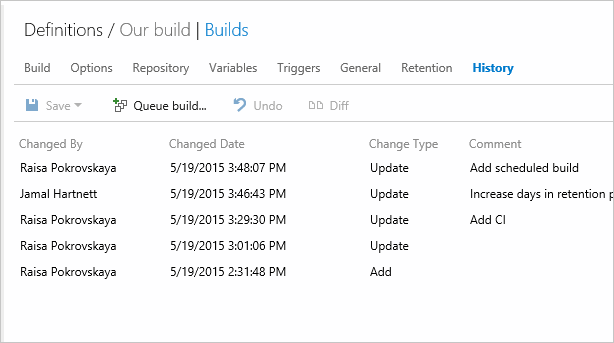 Definitions / Our build | Builds
Build Options Repository Variables Triggers General Retention History
Save Queue build... Undo Diff
Changed By Changed Date Change Type Comment
Raisa Pokrovskaya 5/19/2015 3:48:07 PM Update Add scheduled build
Jamal Hartnett 5/19/2015 3:46:43 PM Update Increase days in retention
Raisa Pokrovskaya 5/19/2015 3:29:30 PM Update Add CI
Raisa Pokrovskaya 5/19/2015 3:01:06 PM Update
Raisa Pokrovskaya 5/19/2015 2:31:48 PM Add